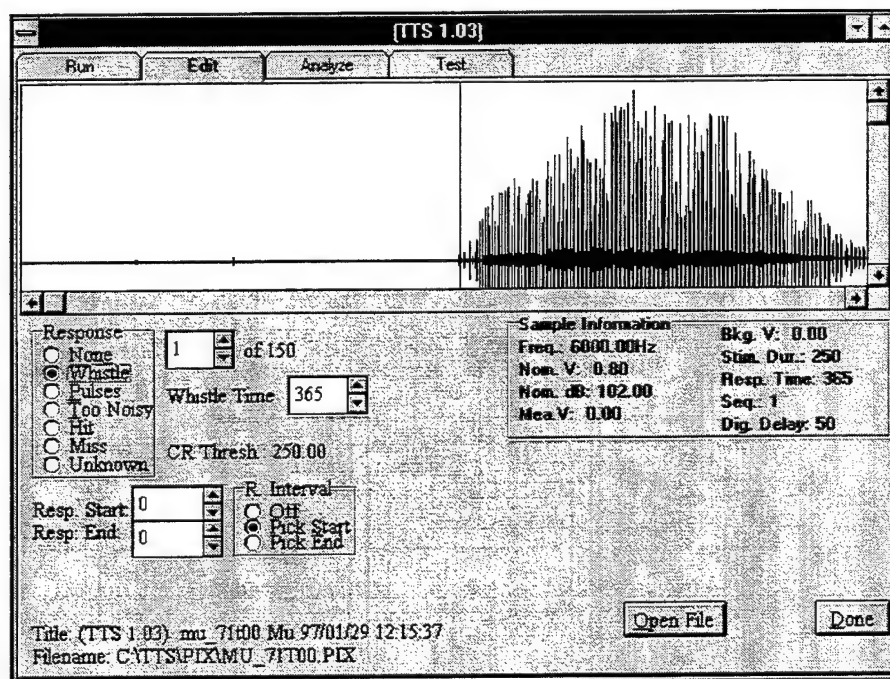 (TTS 1.03)
Run Edit Analyze Test
Response
None
Whistle
Pulses
Too Noisy
Hit
Miss
Unknown
1 of 150
Whistle Time 365
CR Thresh 250.00
Resp. Start: 0
Resp. End: 0
R. Interval
Off
Pick Start
Pick End
Sample Information
Freq.: 6000.00Hz
Nom. V: 0.80
Nom. dB: 102.00
Mea.V: 0.00
Bkg. V: 0.00
Stim. Dur.: 250
Resp. Time: 365
Seq.: 1
Dig. Delay: 50
Open File
Done
Title: (TTS 1.03) mu_71t00 Mu 97/01/29 12:15:37
Filename: C:\TTS\PIX\MU_71T00.PIX